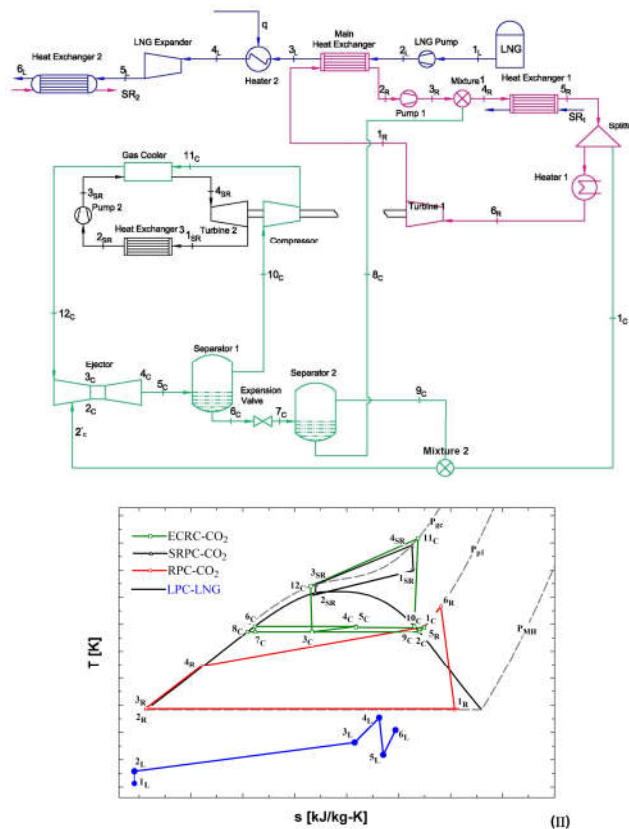 q
Main
Heat Exchanger
LNG Expander
Heat Exchanger 2
4L
3L
2L
LNG Pump
1L
LNG
6L
5L
SR2
Heater 2
2R
3R
Mixture 1
4R
Heat Exchanger 1
5R
Pump 1
SR1
Splitt
1R
Gas Cooler
11C
Heater 1
3SR
4SR
Pump 2
Turbine 1
6R
2SR
Heat Exchanger 3
1SR
Turbine 2
Compressor
10C
8C
12C
1C
Separator 1
Ejector
3C
4C
5C
Separator 2
Expansion
Valve
9C
2C
6C
7C
2'c
Mixture 2
ECRC-CO2
SRPC-CO2
RPC-CO2
LPC-LNG
Pgc
4SR
11C
Pp1
3SR
12C
1SR
2SR
6R
6C
4C
5C
10C
1C
8C
7C
3C
9C
2C
5R
PMH
4R
3R
2R
1R
4L
3L
6L
5L
2L
1L
T [K]
s [kJ/kg-K]
(II)